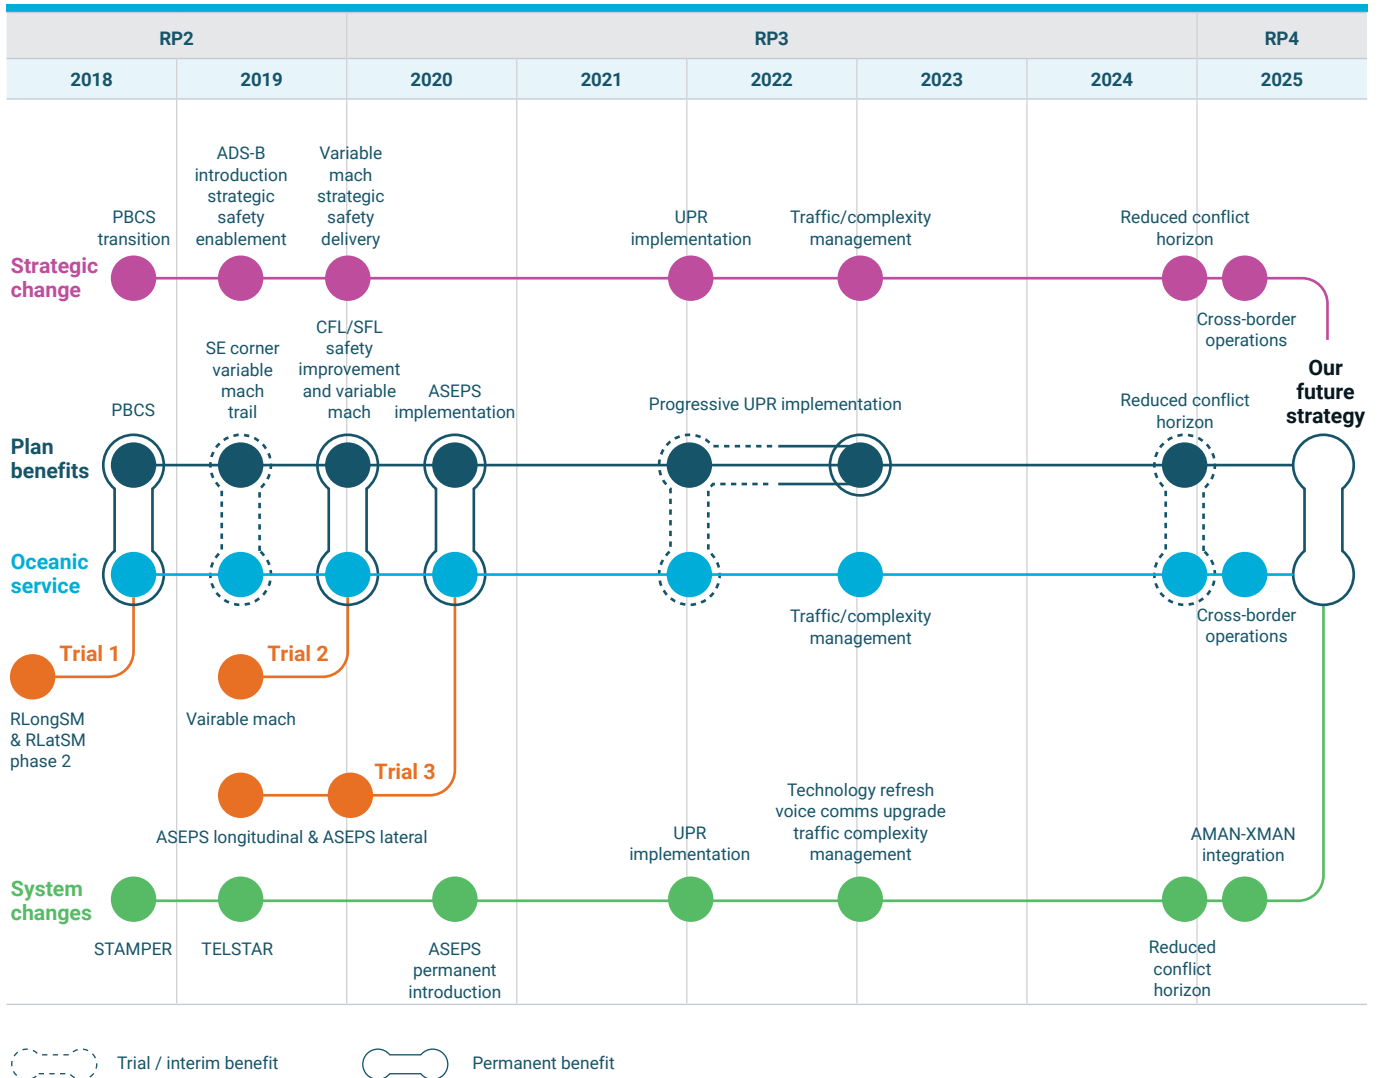 RP2
RP3
RP4
2018
2019
2020
2021
2022
2023
2024
2025
PBCS
transition
ADS-B
introduction
strategic
safety
enablement
Variable
mach
strategic
safety
delivery
UPR
implementation
Traffic/complexity
management
Reduced conflict
horizon
Strategic
change
Cross-border
operations
PBCS
SE corner
variable
mach
trail
CFL/SFL
safety
improvement
and variable
mach
ASEPS
implementation
Progressive UPR implementation
Reduced conflict
horizon
Our
future
strategy
Plan
benefits
Oceanic
service
Traffic/complexity
management
Cross-border
operations
Trial 1
RLongSM
& RLatSM
phase 2
Trial 2
Vairable mach
Trial 3
ASEPS longitudinal & ASEPS lateral
UPR
implementation
Technology refresh
voice comms upgrade
traffic complexity
management
AMAN-XMAN
integration
System
changes
STAMPER
TELSTAR
ASEPS
permanent
introduction
Reduced
conflict
horizon
Trial / interim benefit
Permanent benefit